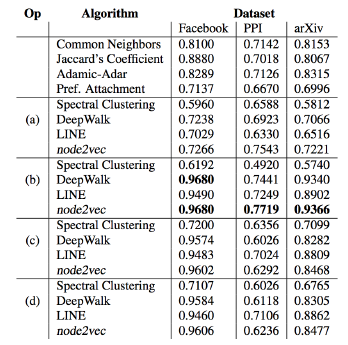 Op Algorithm Dataset
Facebook PPI arXiv
Common Neighbors 0.8100 0.7142 0.8153
Jaccard's Coefficient 0.8880 0.7018 0.8067
Adamic-Adar 0.8289 0.7126 0.8315
Pref. Attachment 0.7137 0.6670 0.6996
Spectral Clustering 0.5960 0.6588 0.5812
(a) DeepWalk 0.7238 0.6923 0.7066
LINE 0.7029 0.6330 0.6516
node2vec 0.7266 0.7543 0.7221
Spectral Clustering 0.6192 0.4920 0.5740
(b) DeepWalk 0.9680 0.7441 0.9340
LINE 0.9490 0.7249 0.8902
node2vec 0.9680 0.7719 0.9366
Spectral Clustering 0.7200 0.6356 0.7099
(c) DeepWalk 0.9574 0.6026 0.8282
LINE 0.9483 0.7024 0.8809
node2vec 0.9602 0.6292 0.8468
Spectral Clustering 0.7107 0.6026 0.6765
(d) DeepWalk 0.9584 0.6118 0.8305
LINE 0.9460 0.7106 0.8862
node2vec 0.9606 0.6236 0.8477